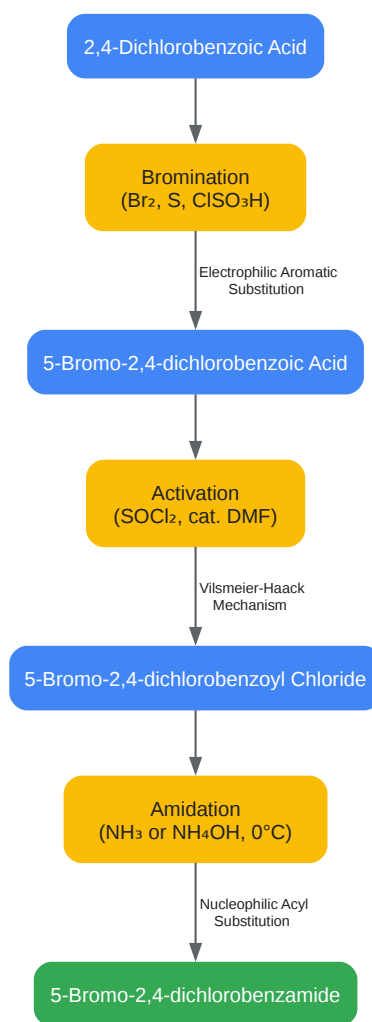 2,4-Dichlorobenzoic Acid
Bromination
(Br₂, S, ClSO₃H)
Electrophilic Aromatic
Substitution
5-Bromo-2,4-dichlorobenzoic Acid
Activation
(SOCl₂, cat. DMF)
Vilsmeier-Haack
Mechanism
5-Bromo-2,4-dichlorobenzoyl Chloride
Amidation
(NH₃ or NH₄OH, 0°C)
Nucleophilic Acyl
Substitution
5-Bromo-2,4-dichlorobenzamide